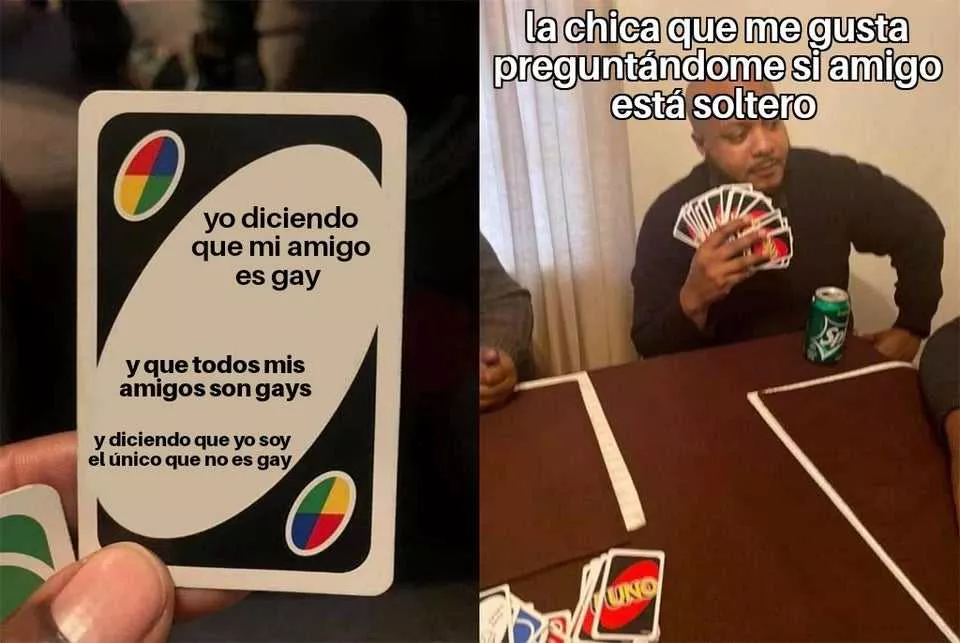 yo diciendo
que mi amigo
es gay
y que todos mis
amigos son gays
y diciendo que yo soy
el único que no es gay
la chica que me gusta
preguntándome si amigo
está soltero
UNO